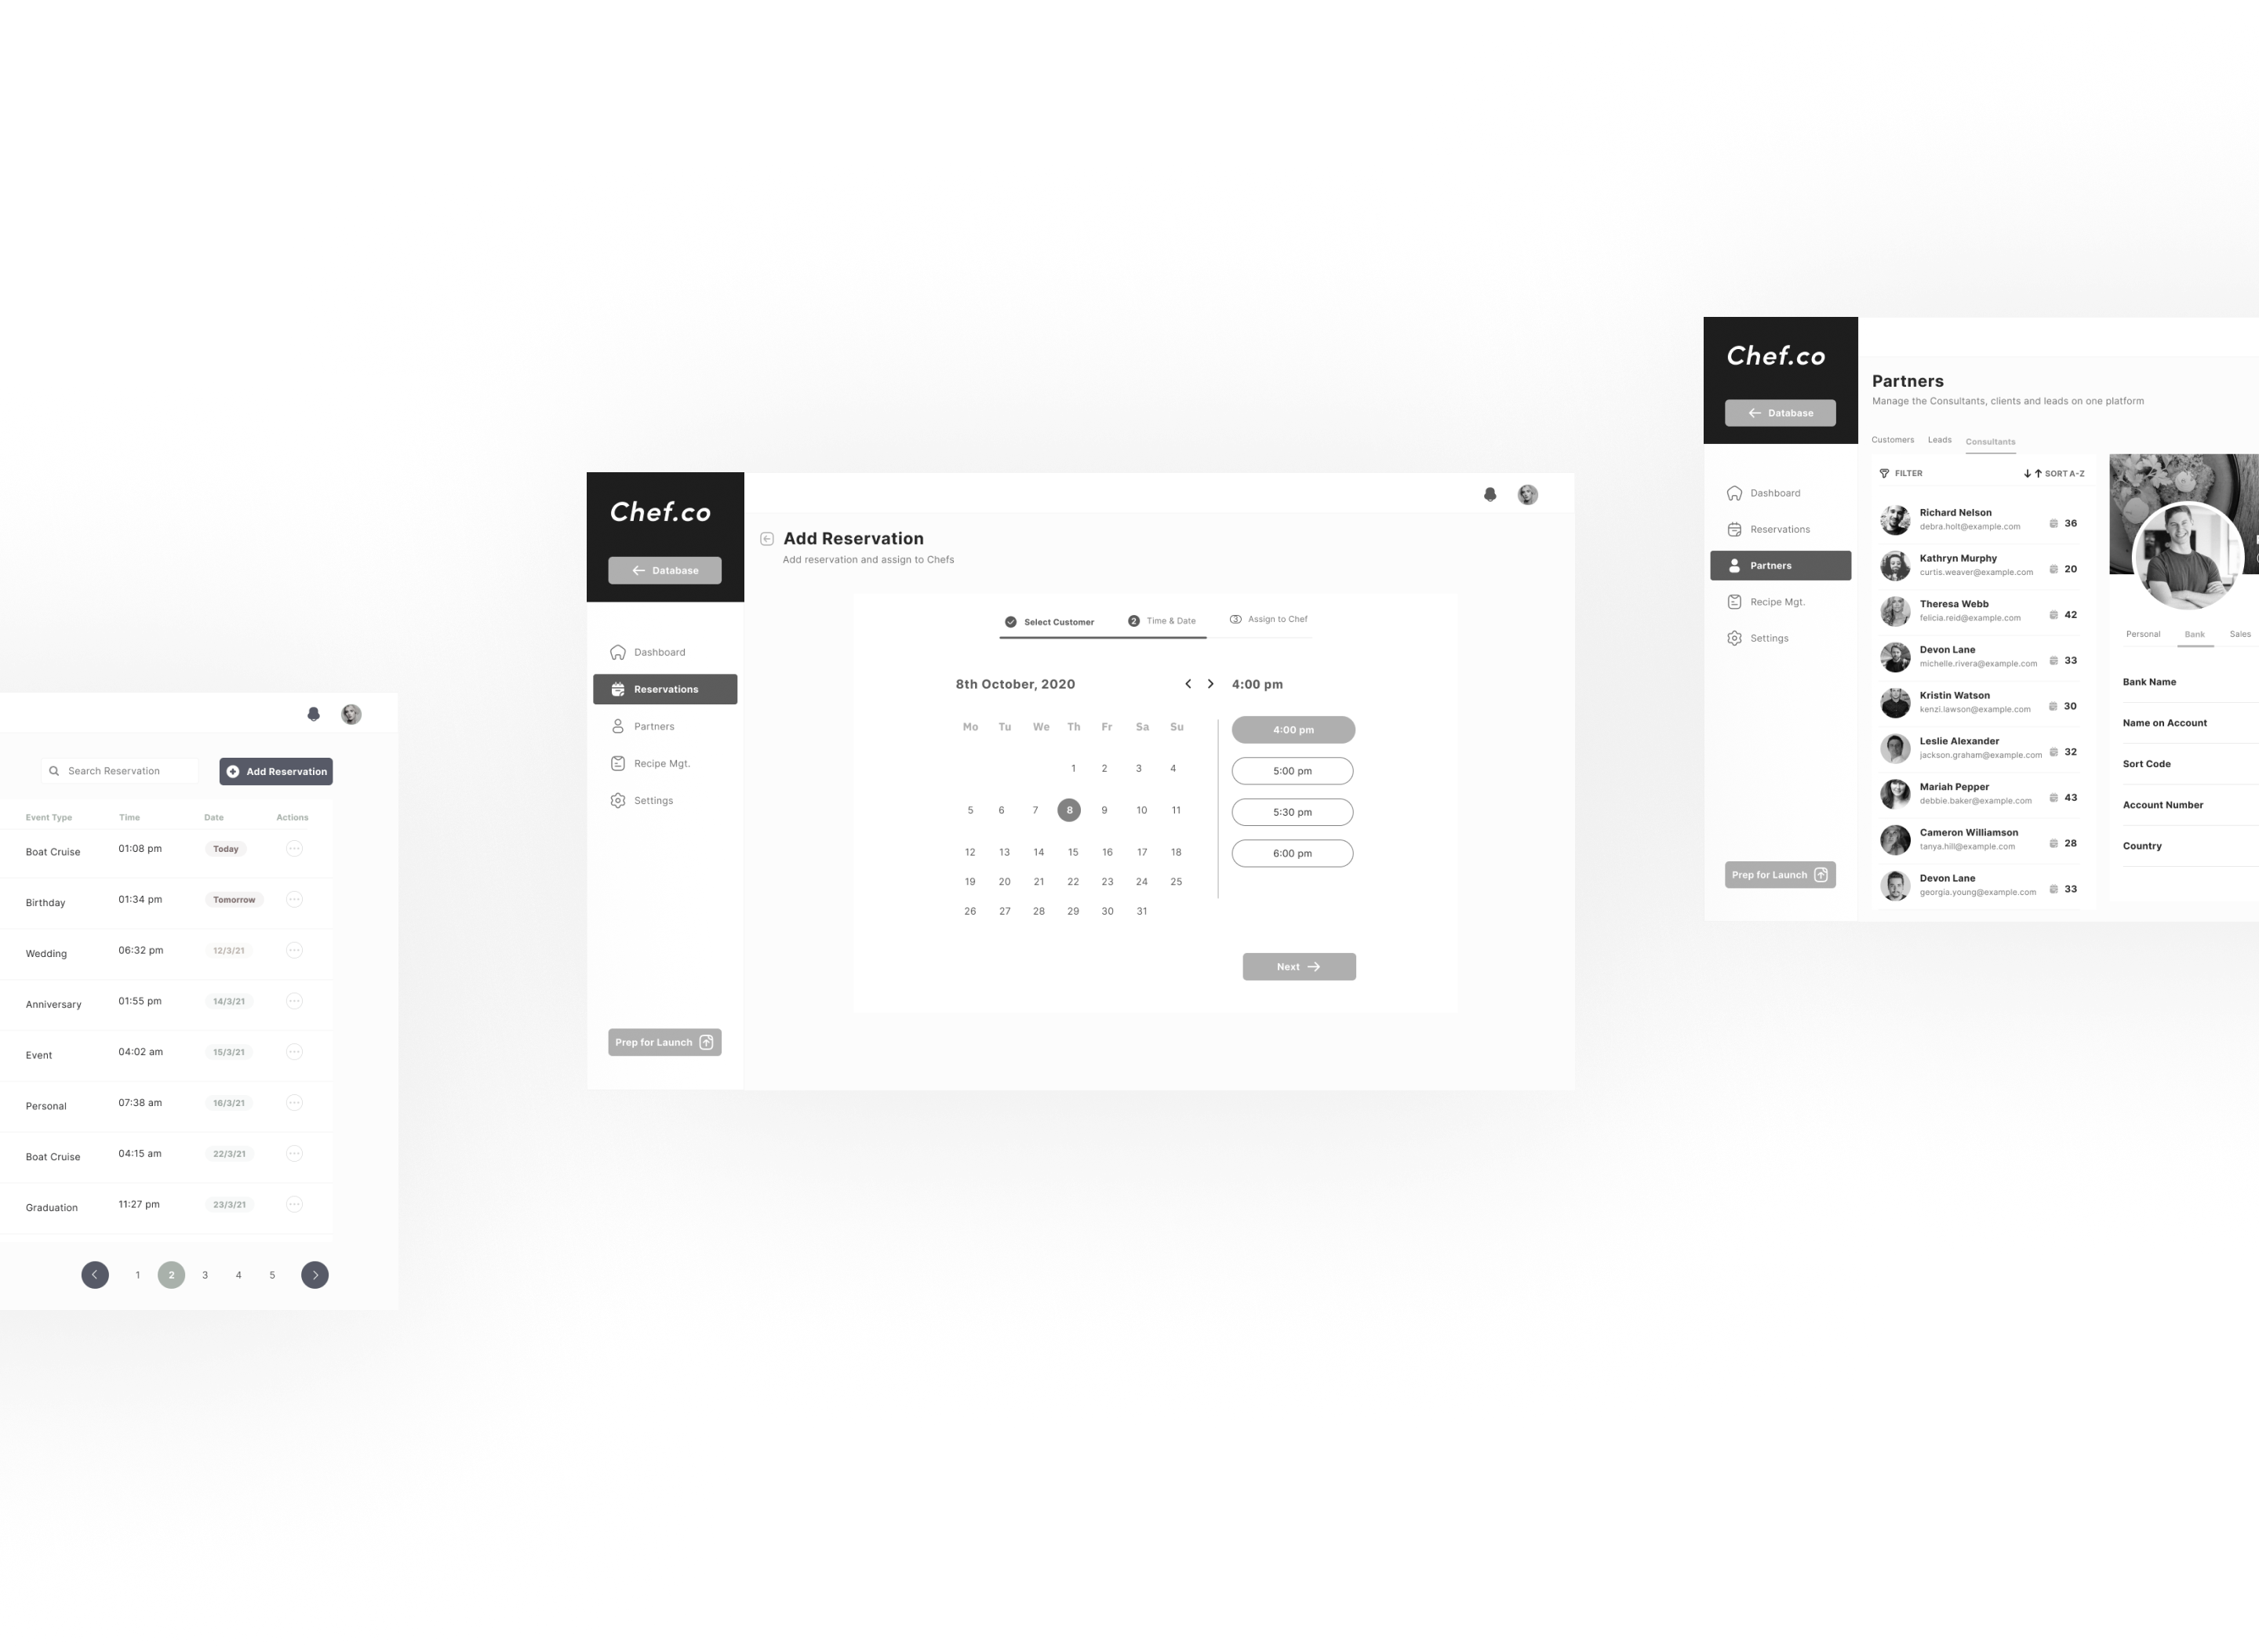 Search Reservation
Add Reservation
Event Type Time Date Actions
Boat Cruise 01:08 pm Today
Birthday 01:34 pm Tomorrow
Wedding 06:32 pm 12/3/21
Anniversary 01:55 pm 14/3/21
Event 04:02 am 15/3/21
Personal 07:38 am 16/3/21
Boat Cruise 04:15 am 22/3/21
Graduation 11:27 pm 23/3/21
1 2 3 4 5
Chef.co
Database
Dashboard
Reservations
Partners
Recipe Mgt.
Settings
Prep for Launch
Add Reservation
Add reservation and assign to Chefs
Select Customer 2 Time & Date 3 Assign to Chef
8th October, 2020
Mo Tu We Th Fr Sa Su
1 2 3 4
5 6 7 8 9 10 11
12 13 14 15 16 17 18
19 20 21 22 23 24 25
26 27 28 29 30 31
4:00 pm
4:00 pm
5:00 pm
5:30 pm
6:00 pm
Next
Chef.co
Database
Dashboard
Reservations
Partners
Recipe Mgt.
Settings
Prep for Launch
Partners
Manage the Consultants, clients and leads on one platform
Customers Leads Consultants
FILTER SORT A-Z
Richard Nelson
debra.holt@example.com 36
Kathryn Murphy
curtis.weaver@example.com 20
Theresa Webb
felicia.reid@example.com 42
Devon Lane
michelle.rivera@example.com 33
Kristin Watson
kenzi.lawson@example.com 30
Leslie Alexander
jackson.graham@example.com 32
Mariah Pepper
debbie.baker@example.com 43
Cameron Williamson
tanya.hill@example.com 28
Devon Lane
georgia.young@example.com 33
Personal Bank Sales
Bank Name
Name on Account
Sort Code
Account Number
Country